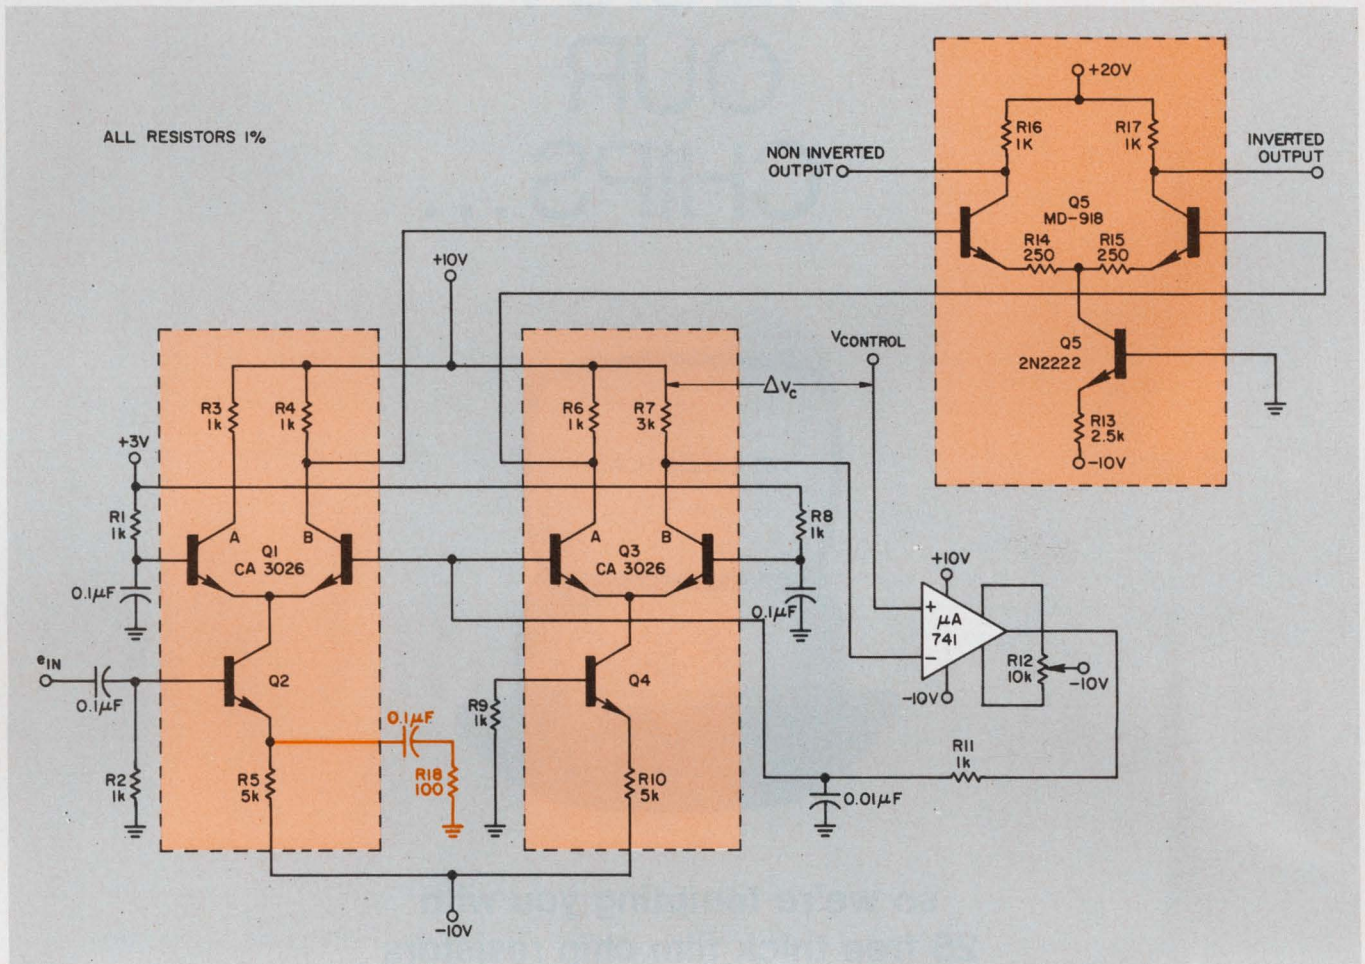 +20V
R16
1K
R17
1K
ALL RESISTORS 1%
NON INVERTED
OUTPUT
INVERTED
OUTPUT
Q5
MD-918
R14
250
R15
250
+10V
VCONTROL
Q5
2N2222
ΔVC
R3
1k
R4
1k
R6
1k
R7
3k
R13
2.5k
-10V
+3V
R1
1k
A
B
Q1
CA 3026
A
B
Q3
CA 3026
R8
1k
0.1μF
0.1μF
+10V
+
μA
741
-
-10V
R12
10k
-10V
eIN
0.1μF
Q2
Q4
0.1μF
R9
1k
R2
1k
R5
5k
R18
100
R10
5k
R11
1k
0.01μF
-10V